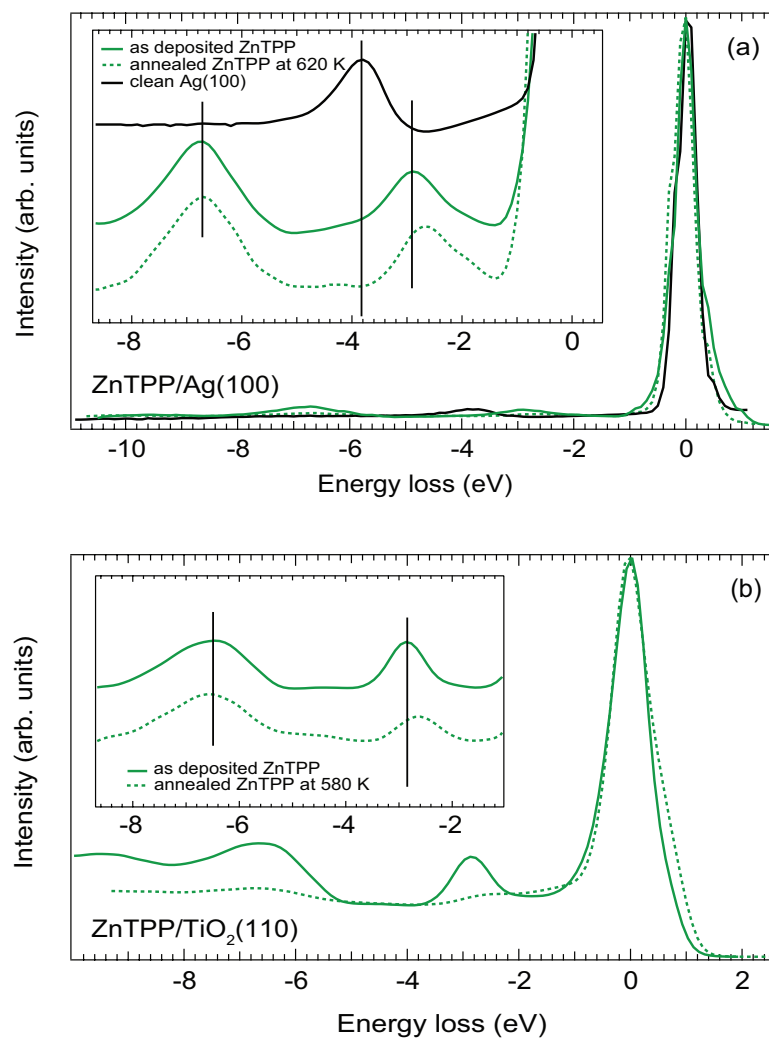 (a)
as deposited ZnTPP
annealed ZnTPP at 620 K
clean Ag(100)
-8 -6 -4 -2 0
Intensity (arb. units)
ZnTPP/Ag(100)
-10 -8 -6 -4 -2 0
Energy loss (eV)
(b)
as deposited ZnTPP
annealed ZnTPP at 580 K
-8 -6 -4 -2
Intensity (arb. units)
ZnTPP/TiO2(110)
-8 -6 -4 -2 0 2
Energy loss (eV)